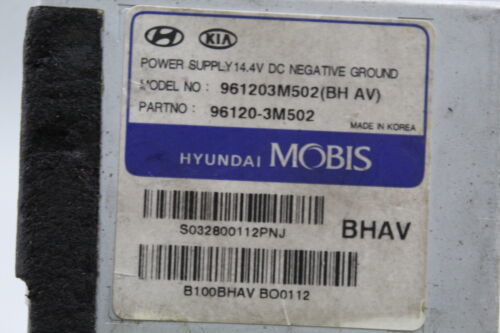 KIA
POWER SUPPLY 14.4V DC NEGATIVE GROUND
MODEL NO : 961203M502(BH AV)
PARTNO : 96120-3M502
MADE IN KOREA
HYUNDAI MOBIS
S032800112PNJ
BHAV
B100BHAV BO0112